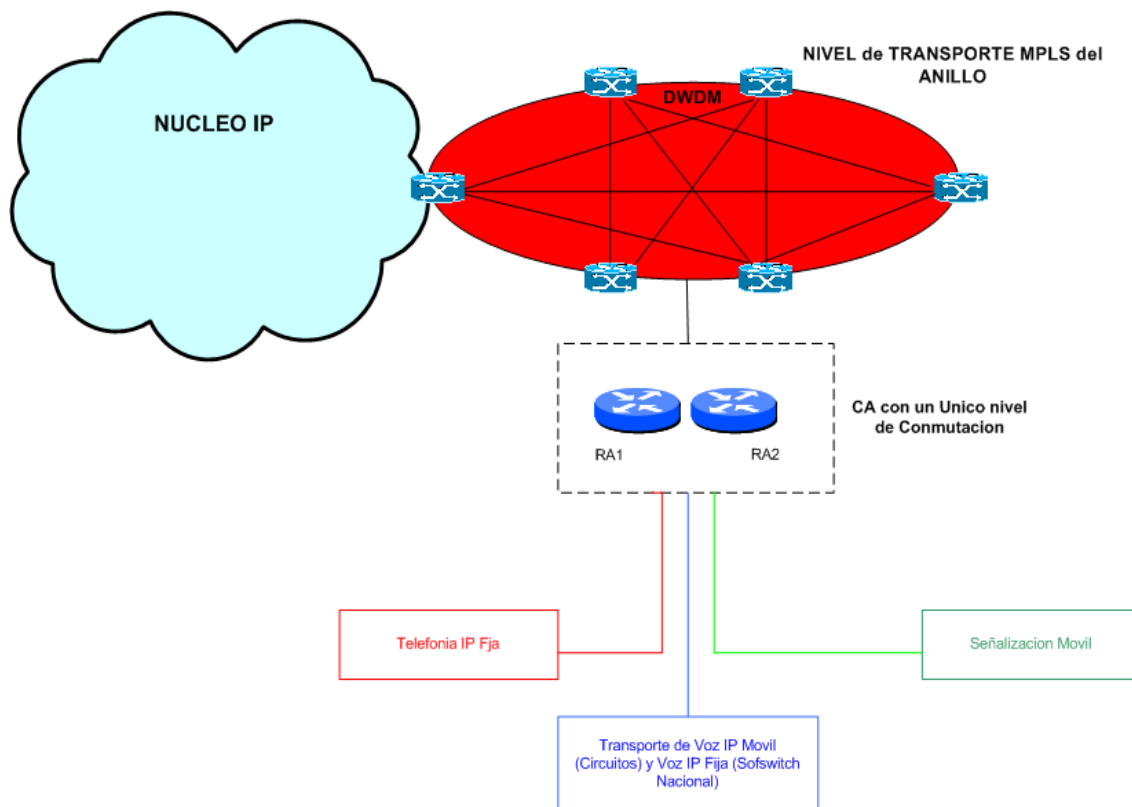 NIVEL de TRANSPORTE MPLS del
ANILLO
DWDM
NUCLEO IP
CA con un Unico nivel
de Conmutacion
RA1
RA2
Telefonia IP Fja
Señalizacion Movil
Transporte de Voz IP Movil
(Circuitos) y Voz IP Fija (Sofswitch
Nacional)